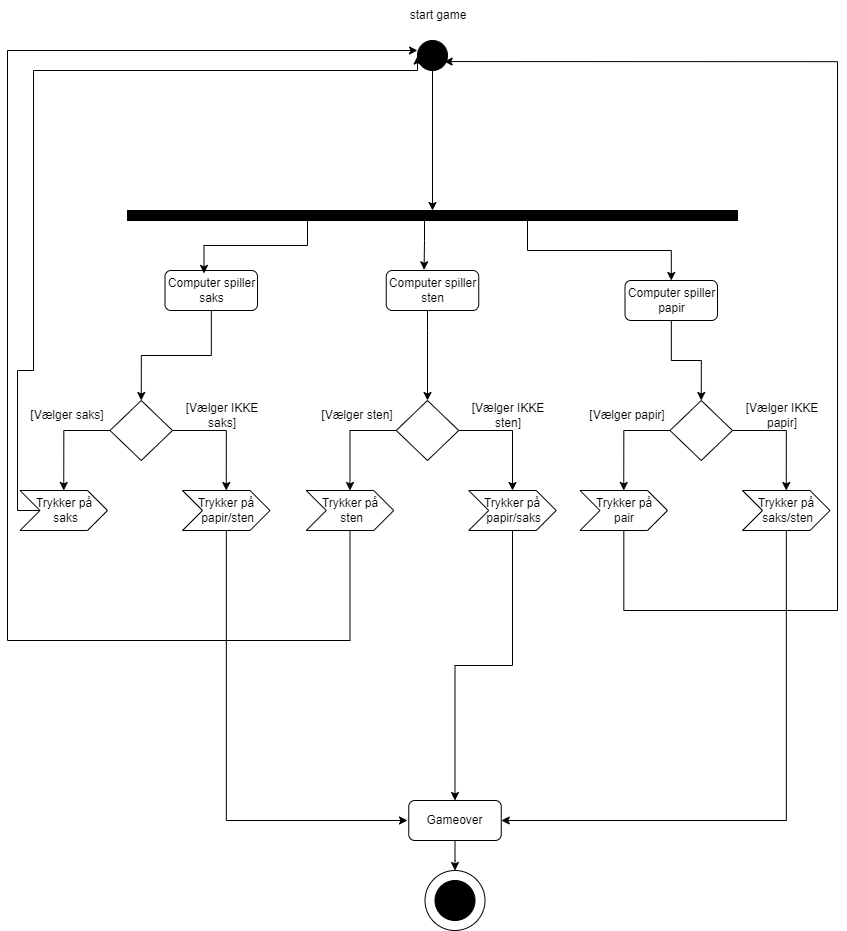 start game
Computer spiller
saks
Computer spiller
sten
Computer spiller
papir
[Vælger saks]
[Vælger IKKE
saks]
[Vælger sten]
[Vælger IKKE
sten]
[Vælger papir]
[Vælger IKKE
papir]
Trykker på
saks
Trykker på
papir/sten
Trykker på
sten
Trykker på
papir/saks
Trykker på
pair
Trykker på
saks/sten
Gameover